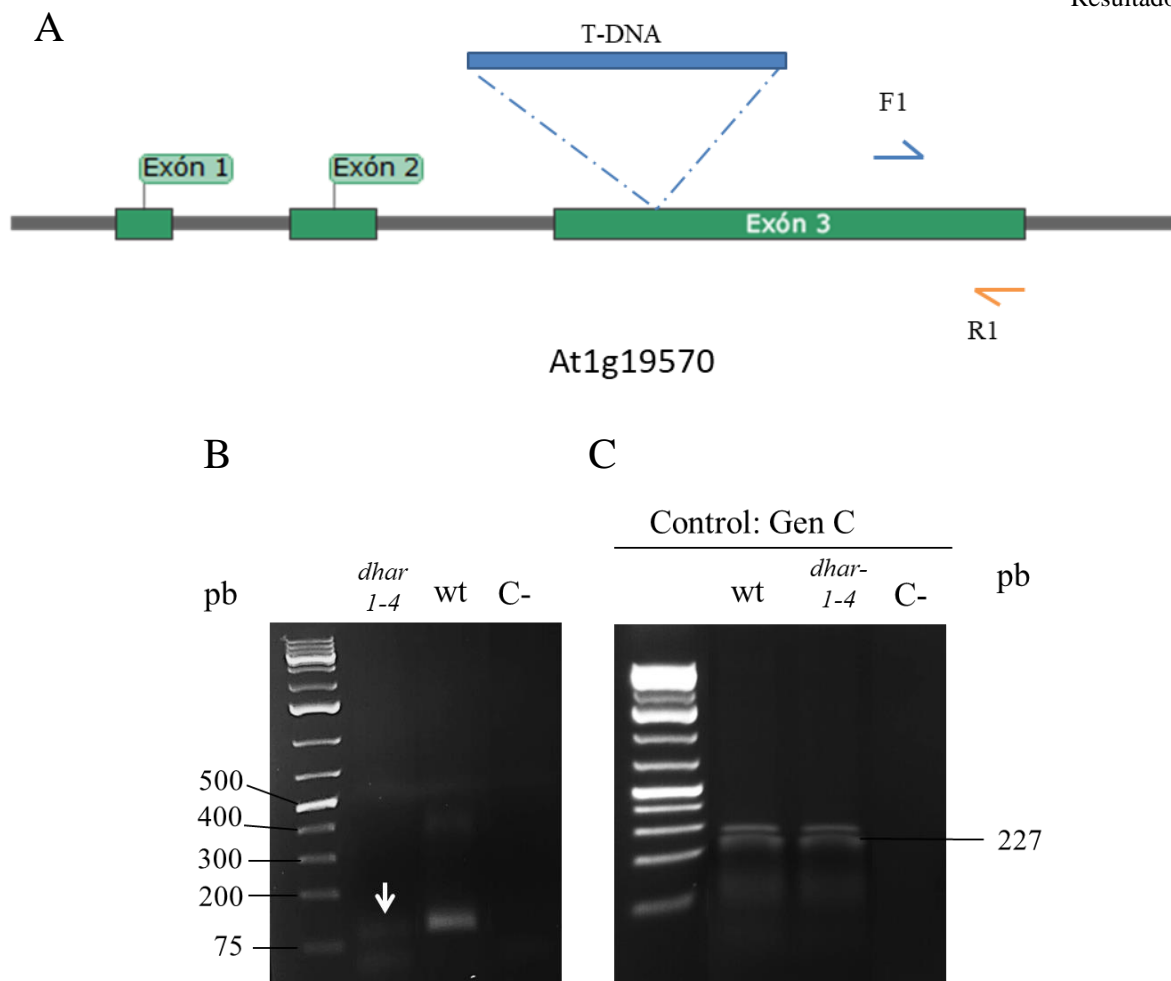 Resultado
A
T-DNA
F1
Exón 1
Exón 2
Exón 3
R1
At1g19570
B
C
Control: Gen C
pb
dhar
1-4
wt
C-
wt
dhar-
1-4
C-
pb
500
400
300
200
75
227